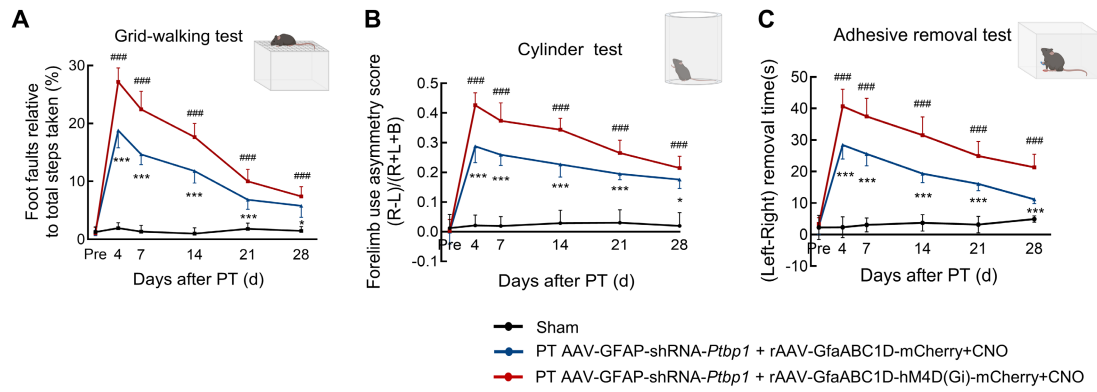 A
Grid-walking test
Foot faults relative
to total steps taken (%)
30
20
10
0
###
###
###
###
###
***
***
***
***
*
Pre 4 7 14 21 28
Days after PT (d)
B
Cylinder test
Forelimb use asymmetry score
(R-L)/(R+L+B)
0.5
0.4
0.3
0.2
0.1
0.0
-0.1
###
###
###
###
###
***
***
***
***
*
Pre 4 7 14 21 28
Days after PT (d)
C
Adhesive removal test
(Left-Right) removal time(s)
50
40
30
20
10
0
-10
###
###
###
###
###
***
***
***
***
***
Pre 4 7 14 21 28
Days after PT (d)
Sham
PT AAV-GFAP-shRNA-Ptbp1 + rAAV-GfaABC1D-mCherry+CNO
PT AAV-GFAP-shRNA-Ptbp1 + rAAV-GfaABC1D-hM4D(Gi)-mCherry+CNO